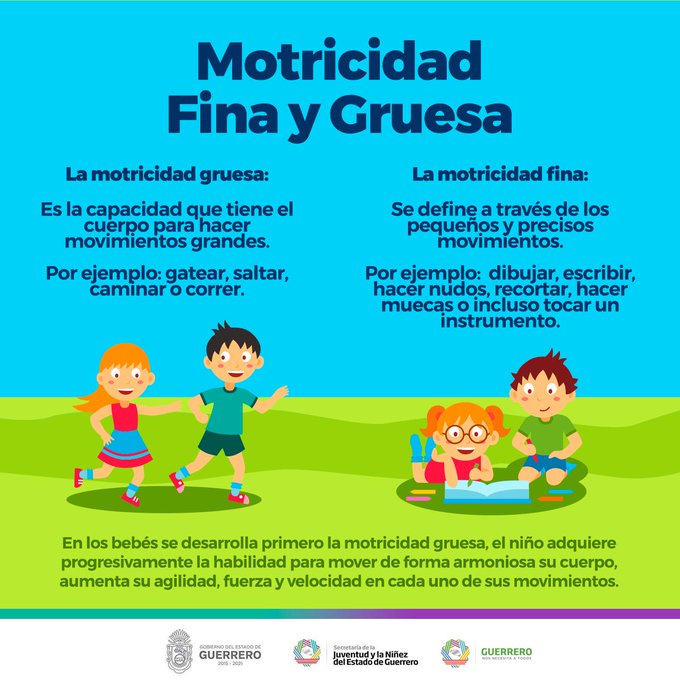 Motricidad
Fina y Gruesa
La motricidad gruesa:
Es la capacidad que tiene el
cuerpo para hacer
movimientos grandes.
Por ejemplo: gatear, saltar,
caminar o correr.
La motricidad fina:
Se define a través de los
pequeños y precisos
movimientos.
Por ejemplo: dibujar, escribir,
hacer nudos, recortar, hacer
muecas o incluso tocar un
instrumento.
En los bebés se desarrolla primero la motricidad gruesa, el niño adquiere
progresivamente la habilidad para mover de forma armoniosa su cuerpo,
aumenta su agilidad, fuerza y velocidad en cada uno de sus movimientos.
GOBIERNO DEL ESTADO DE
GUERRERO
2015 - 2021
Secretaría de la
Juventud y la Niñez
del Estado de Guerrero
GUERRERO
NOS NECESITA A TODOS